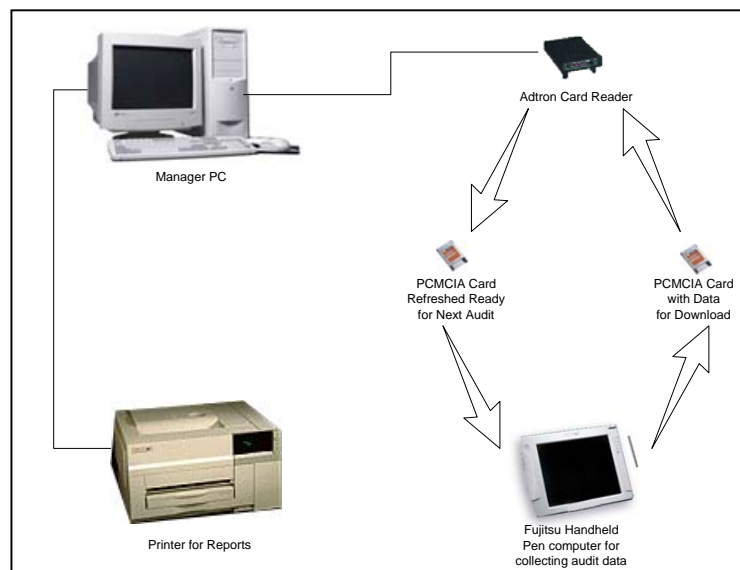 Adtron Card Reader
Manager PC
PCMCIA Card
Refreshed Ready
for Next Audit
PCMCIA Card
with Data
for Download
Printer for Reports
Fujitsu Handheld
Pen computer for
collecting audit data